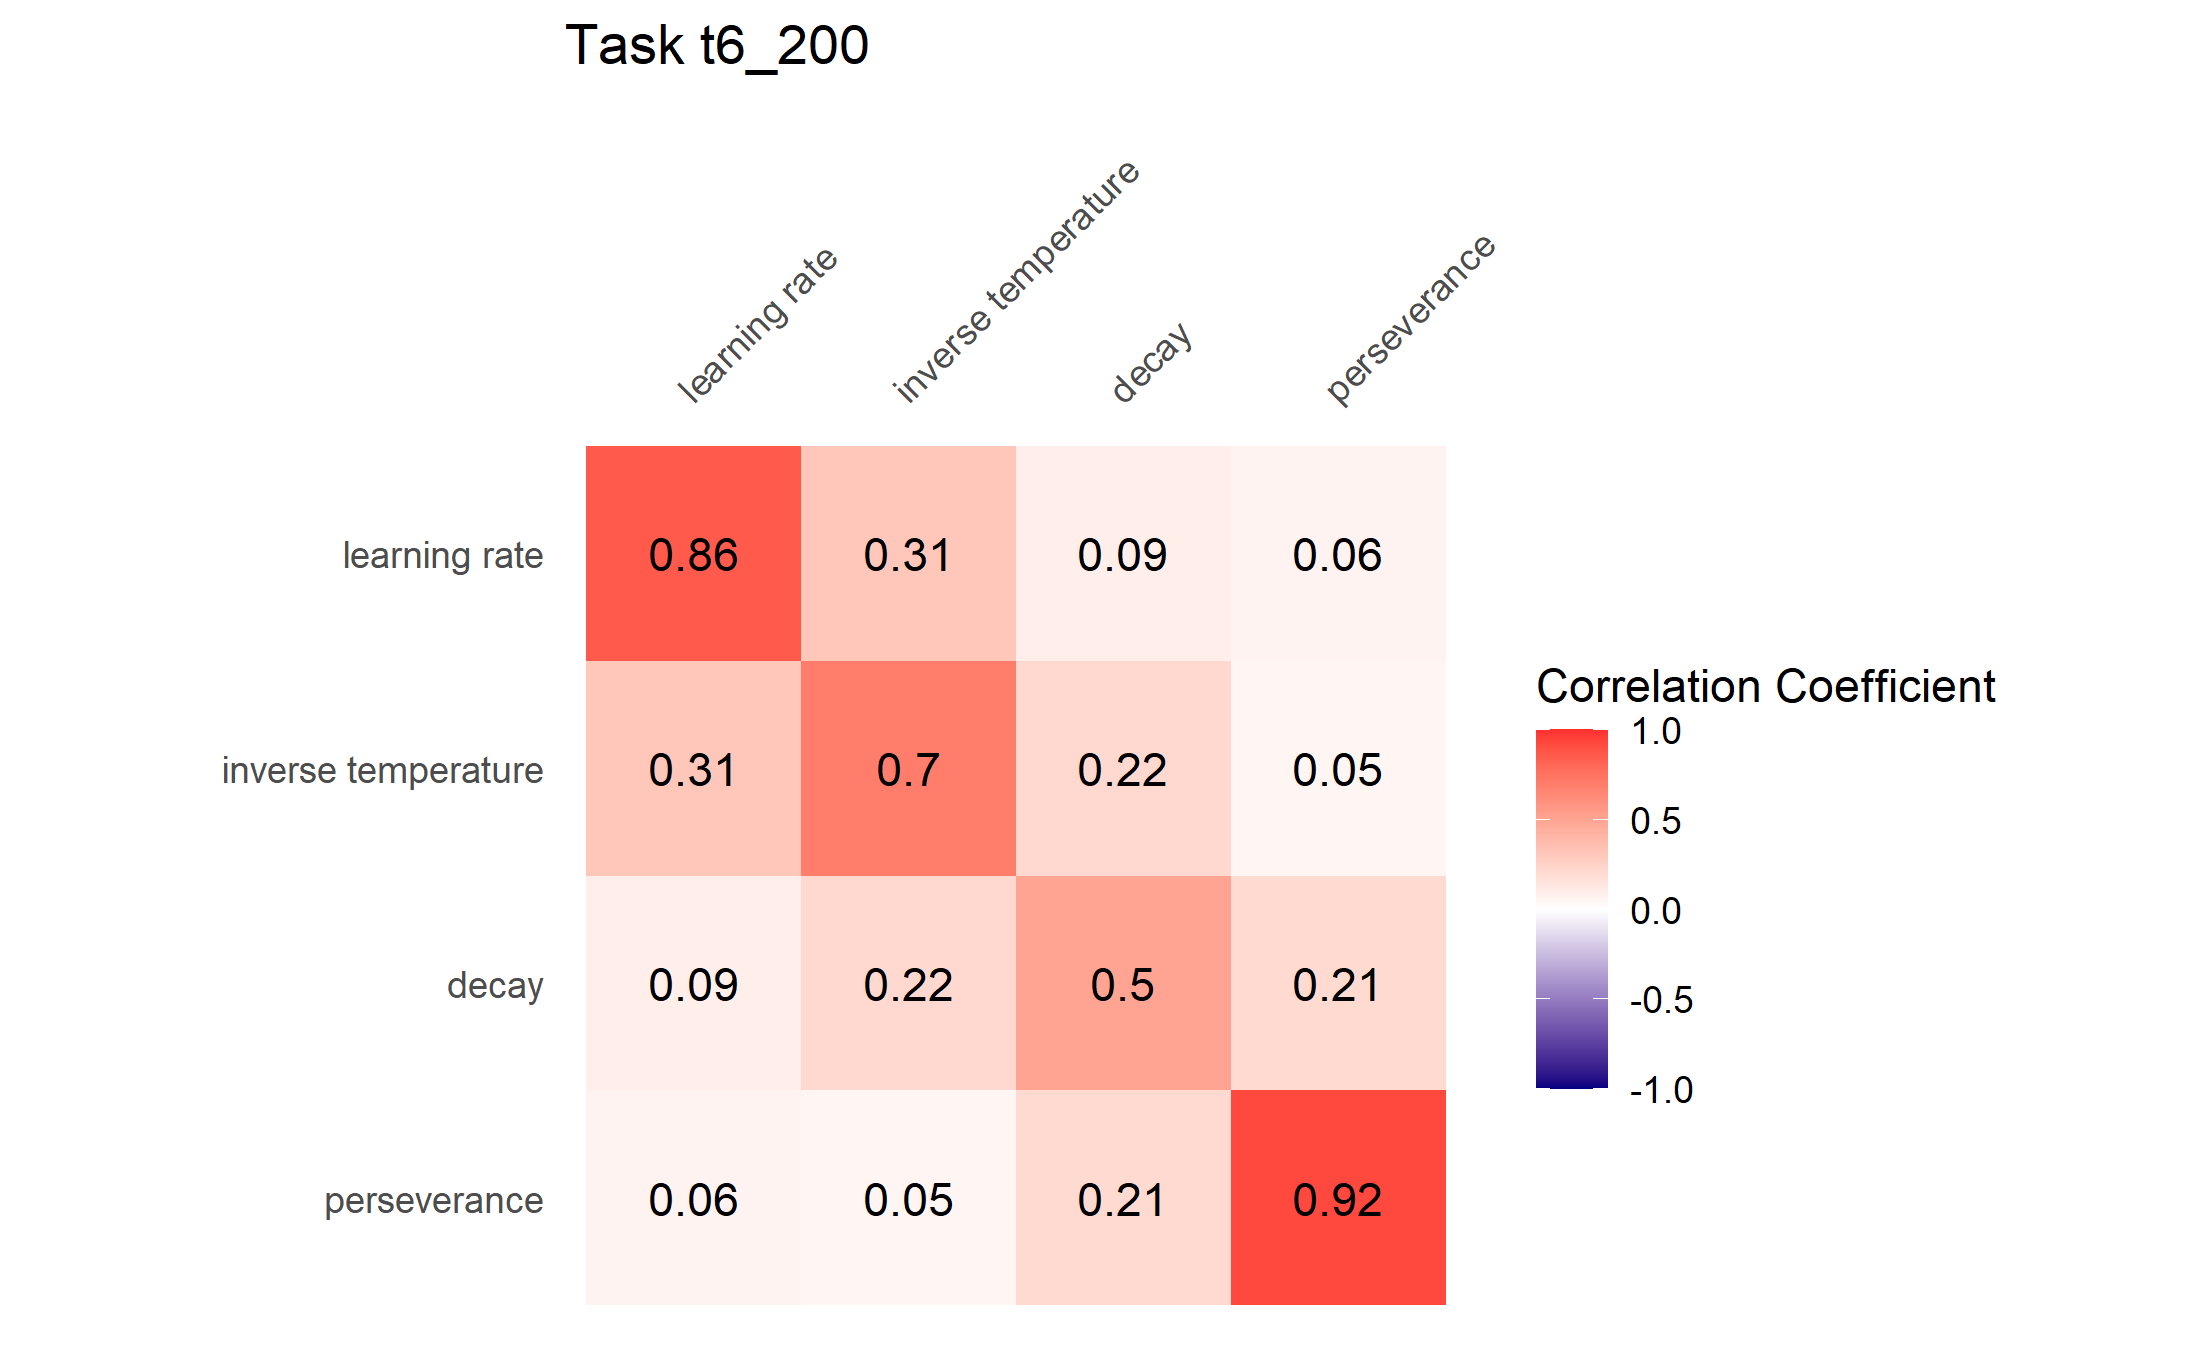 Task t6_200
learning rate
inverse temperature
decay
perseverance
learning rate
0.86 0.31 0.09 0.06
inverse temperature
0.31 0.7 0.22 0.05
decay
0.09 0.22 0.5 0.21
perseverance
0.06 0.05 0.21 0.92
Correlation Coefficient
1.0
0.5
0.0
-0.5
-1.0